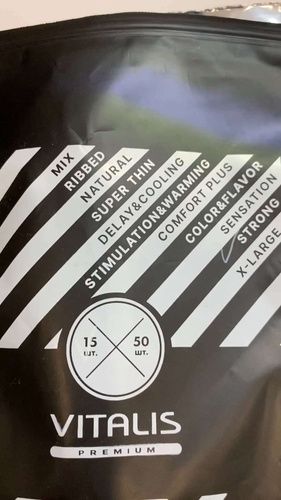 MIX
RIBBED
NATURAL
SUPER THIN
DELAY&COOLING
STIMULATION&WARMING
COMFORT PLUS
COLOR&FLAVOR
SENSATION
STRONG
X-LARGE
15 50
ШТ. ШТ.
VITALIS
PREMIUM